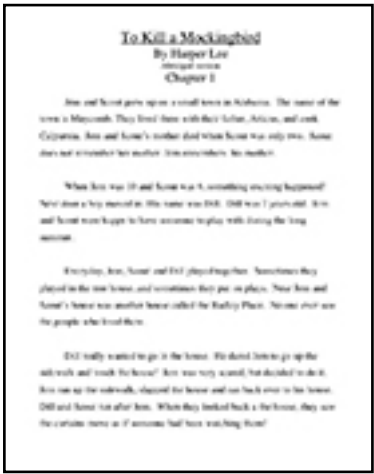 To Kill a Mockingbird
By Harper Lee
Abridged version
Chapter 1
Jem and Scout grew up in a small town in Alabama. The name of the
town is Maycomb. They lived there with their father, Atticus, and cook
Calpurnia. Jem and Scout's mother died when Scout was only two. Scout
does not remember her mother. Jem remembers his mother.
When Jem was 10 and Scout was 6, something exciting happened!
Next door a boy moved in. His name was Dill. Dill was 7 years old. Jem
and Scout were happy to have someone to play with during the long
summer.
Everyday, Jem, Scout and Dill played together. Sometimes they
played in the tree house, and sometimes they put on plays. Near Jem and
Scout's house was another house called the Radley Place. No one ever saw
the people who lived there.
Dill really wanted to go in the house. He dared Jem to go up the
sidewalk and touch the house! Jem was very scared, but decided to do it.
Jem ran up the sidewalk, slapped the house and ran back over to his house.
Dill and Scout ran after Jem. When they looked back a the house, they saw
the curtains move as if someone had been watching them!